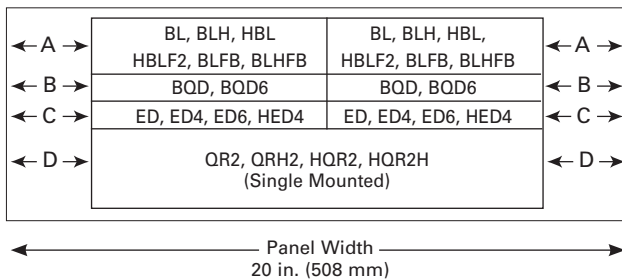 A BL, BLH, HBL BL, BLH, HBL, A
HBLF2, BLFB, BLHFB HBLF2, BLFB, BLHFB
B BQD, BQD6 BQD, BQD6 B
C ED, ED4, ED6, HED4 ED, ED4, ED6, HED4 C
D QR2, QRH2, HQR2, HQR2H D
(Single Mounted)
Panel Width
20 in. (508 mm)